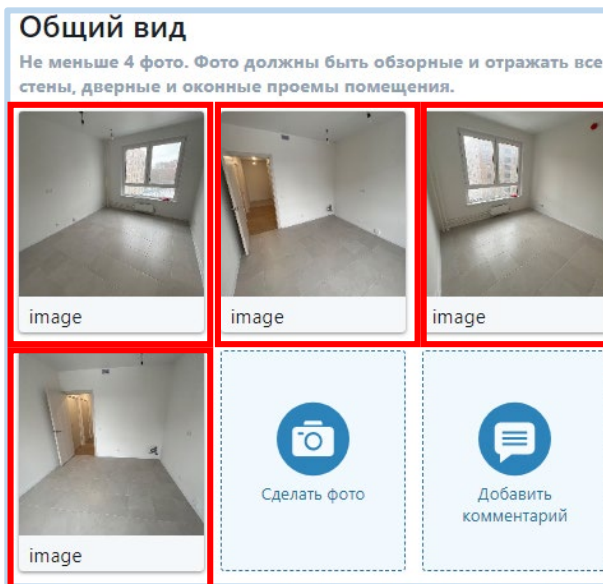 Общий вид
Не меньше 4 фото. Фото должны быть обзорные и отражать все
стены, дверные и оконные проемы помещения.
image
image
image
image
Сделать фото
Добавить
комментарий